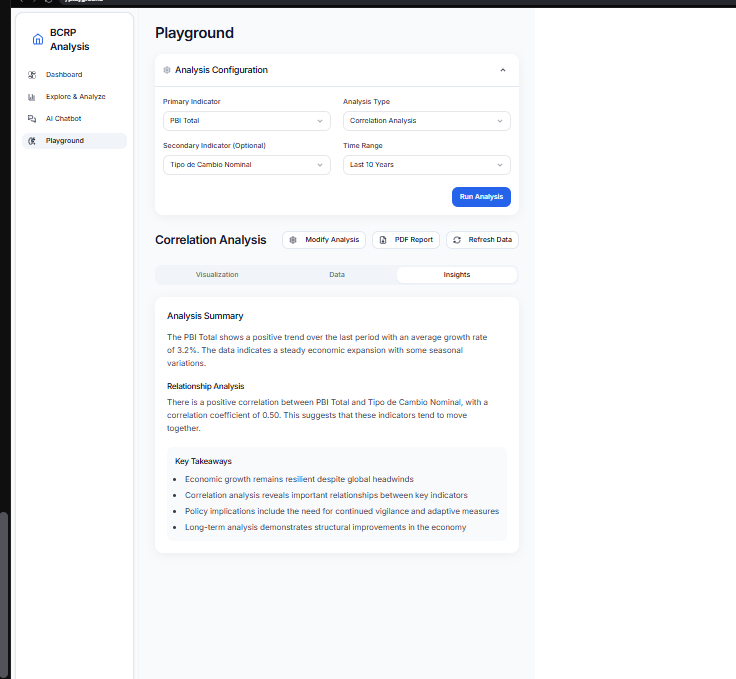 BCRP
Analysis
Dashboard
Explore & Analyze
AI Chatbot
Playground
Playground
Analysis Configuration
Primary Indicator
Analysis Type
PBI Total
Correlation Analysis
Secondary Indicator (Optional)
Time Range
Tipo de Cambio Nominal
Last 10 Years
Run Analysis
Correlation Analysis
Modify Analysis
PDF Report
Refresh Data
Visualization
Data
Insights
Analysis Summary
The PBI Total shows a positive trend over the last period with an average growth rate
of 3.2%. The data indicates a steady economic expansion with some seasonal
variations.
Relationship Analysis
There is a positive correlation between PBI Total and Tipo de Cambio Nominal, with a
correlation coefficient of 0.50. This suggests that these indicators tend to move
together.
Key Takeaways
Economic growth remains resilient despite global headwinds
Correlation analysis reveals important relationships between key indicators
Policy implications include the need for continued vigilance and adaptive measures
Long-term analysis demonstrates structural improvements in the economy